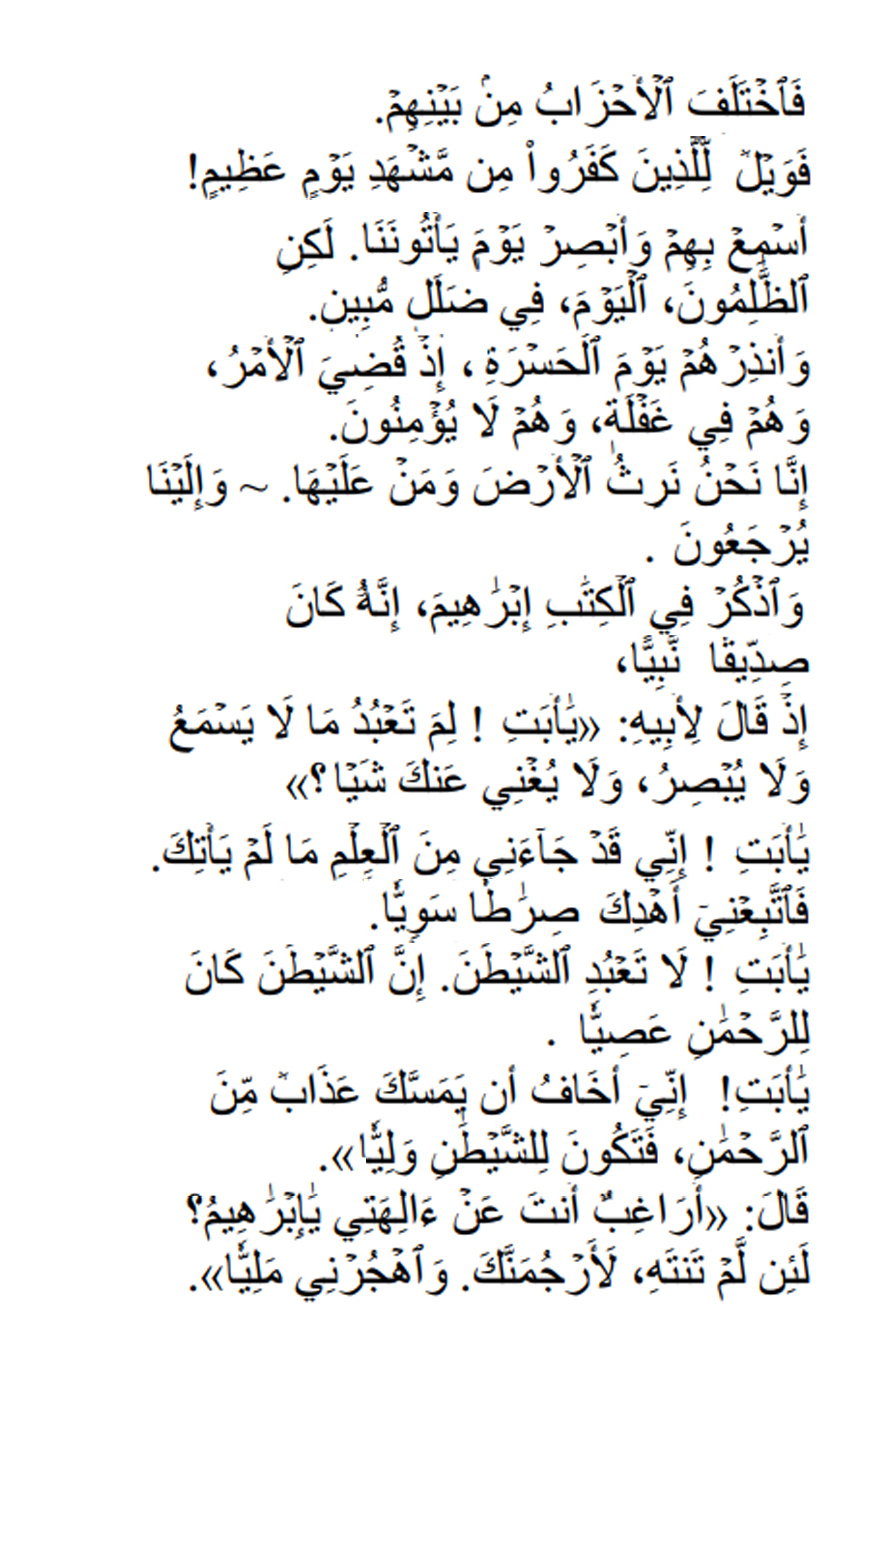 فَٱخۡتَلَفَ ٱلۡأَحۡزَابُ مِنۢ بَيۡنِهِمۡ.
فَوَيۡلٞ لِّلَّذِينَ كَفَرُواْ مِن مَّشۡهَدِ يَوۡمٍ عَظِيمٍ!
أَسۡمِعۡ بِهِمۡ وَأَبۡصِرۡ يَوۡمَ يَأۡتُونَنَا. لَٰكِنِ
ٱلظَّٰلِمُونَ، ٱلۡيَوۡمَ، فِي ضَلَٰلٖ مُّبِينٖ.
وَأَنذِرۡهُمۡ يَوۡمَ ٱلۡحَسۡرَةِ ، إِذۡ قُضِيَ ٱلۡأَمۡرُ،
وَهُمۡ فِي غَفۡلَةٖ، وَهُمۡ لَا يُؤۡمِنُونَ.
إِنَّا نَحۡنُ نَرِثُ ٱلۡأَرۡضَ وَمَنۡ عَلَيۡهَا. ~ وَإِلَيۡنَا
يُرۡجَعُونَ .
وَٱذۡكُرۡ فِي ٱلۡكِتَٰبِ إِبۡرَٰهِيمَ، إِنَّهُۥ كَانَ
صِدِّيقٗا نَّبِيًّا،
إِذۡ قَالَ لِأَبِيهِ: «يَٰأَبَتِ ! لِمَ تَعۡبُدُ مَا لَا يَسۡمَعُ
وَلَا يُبۡصِرُ، وَلَا يُغۡنِي عَنكَ شَيۡٔٗا؟»
يَٰأَبَتِ ! إِنِّي قَدۡ جَآءَنِي مِنَ ٱلۡعِلۡمِ مَا لَمۡ يَأۡتِكَ.
فَٱتَّبِعۡنِيٓ أَهۡدِكَ صِرَٰطٗا سَوِيّٗا.
يَٰأَبَتِ ! لَا تَعۡبُدِ ٱلشَّيۡطَٰنَ. إِنَّ ٱلشَّيۡطَٰنَ كَانَ
لِلرَّحۡمَٰنِ عَصِيّٗا .
يَٰأَبَتِ! إِنِّيٓ أَخَافُ أَن يَمَسَّكَ عَذَابٞ مِّنَ
ٱلرَّحۡمَٰنِ، فَتَكُونَ لِلشَّيۡطَٰنِ وَلِيّٗا».
قَالَ: «أَرَاغِبٌ أَنتَ عَنۡ ءَالِهَتِي يَٰإِبۡرَٰهِيمُ؟
لَئِن لَّمۡ تَنتَهِ، لَأَرۡجُمَنَّكَ. وَٱهۡجُرۡنِي مَلِيّٗا».